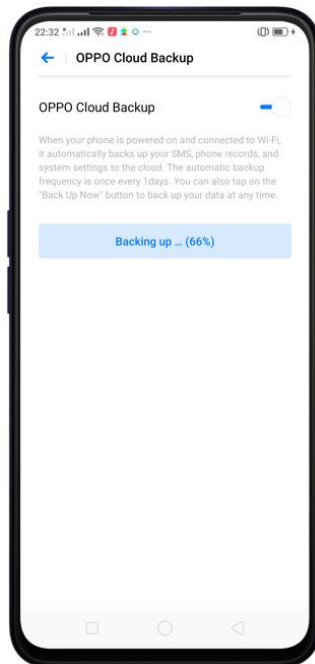 22:32
OPPO Cloud Backup
OPPO Cloud Backup
When your phone is powered on and connected to Wi-Fi,
it automatically backs up your SMS, phone records, and
system settings to the cloud. The automatic backup
frequency is once every 1days. You can also tap on the
"Back Up Now" button to back up your data at any time.
Backing up ... (66%)